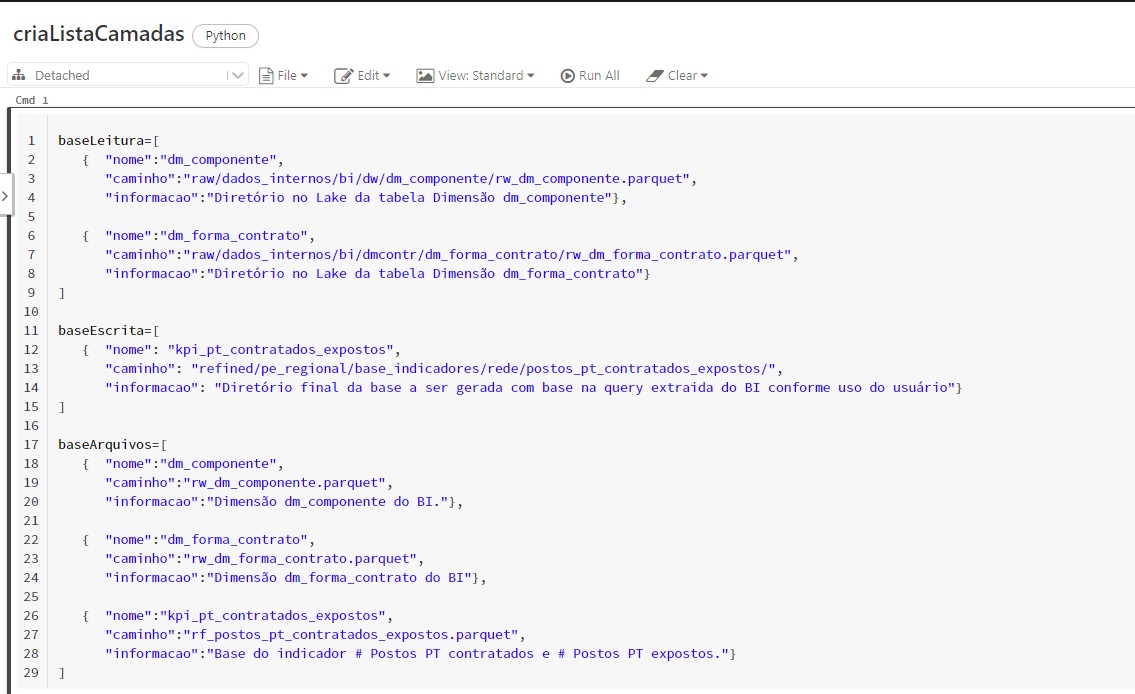 criaListaCamadas Python
Detached File Edit View: Standard Run All Clear
Cmd 1
1 baseLeitura=[
2 { "nome":"dm_componente",
3 "caminho":"raw/dados_internos/bi/dw/dm_componente/rw_dm_componente.parquet",
4 "informacao":"Diretório no Lake da tabela Dimensão dm_componente"},
5
6 { "nome":"dm_forma_contrato",
7 "caminho":"raw/dados_internos/bi/dmcontr/dm_forma_contrato/rw_dm_forma_contrato.parquet",
8 "informacao":"Diretório no Lake da tabela Dimensão dm_forma_contrato"}
9 ]
10
11 baseEscrita=[
12 { "nome": "kpi_pt_contratados_expostos",
13 "caminho": "refined/pe_regional/base_indicadores/rede/postos_pt_contratados_expostos/",
14 "informacao": "Diretório final da base a ser gerada com base na query extraida do BI conforme uso do usuário"}
15 ]
16
17 baseArquivos=[
18 { "nome":"dm_componente",
19 "caminho":"rw_dm_componente.parquet",
20 "informacao":"Dimensão dm_componente do BI."},
21
22 { "nome":"dm_forma_contrato",
23 "caminho":"rw_dm_forma_contrato.parquet",
24 "informacao":"Dimensão dm_forma_contrato do BI"},
25
26 { "nome":"kpi_pt_contratados_expostos",
27 "caminho":"rf_postos_pt_contratados_expostos.parquet",
28 "informacao":"Base do indicador # Postos PT contratados e # Postos PT expostos."}
29 ]